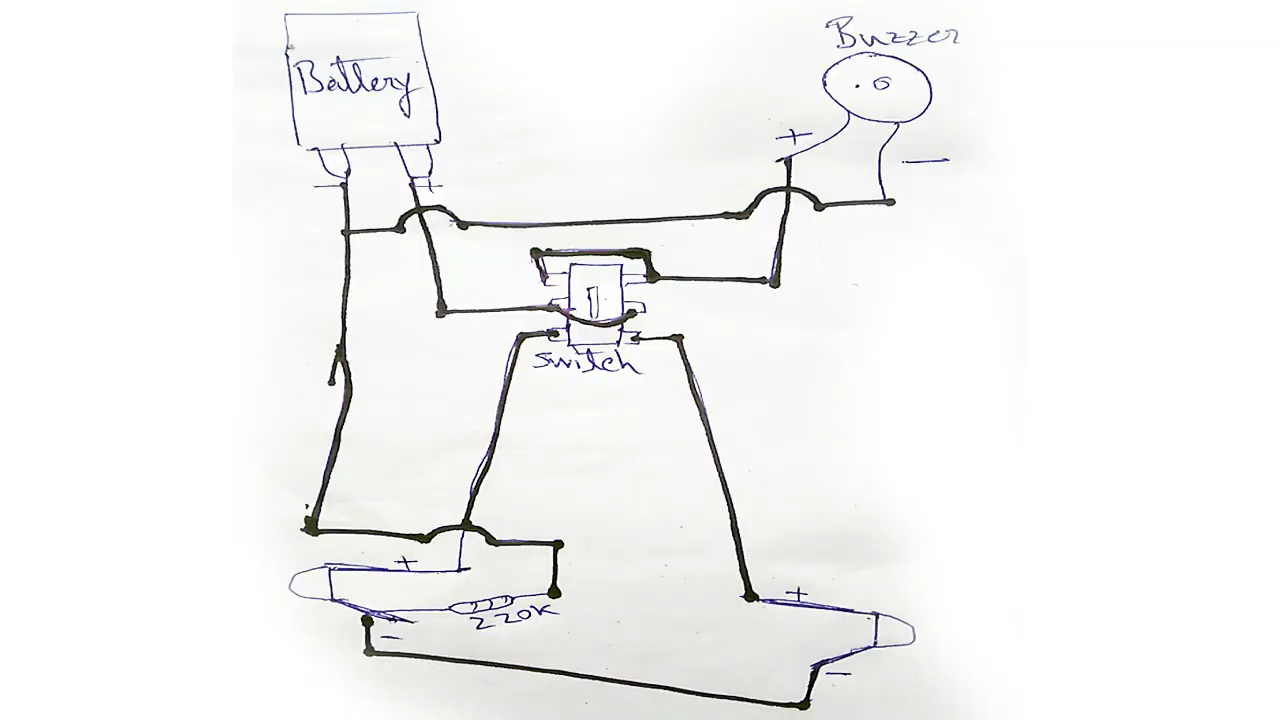 Buzzer
Battery
+
-
-
+
switch
+
220K
-
+
-